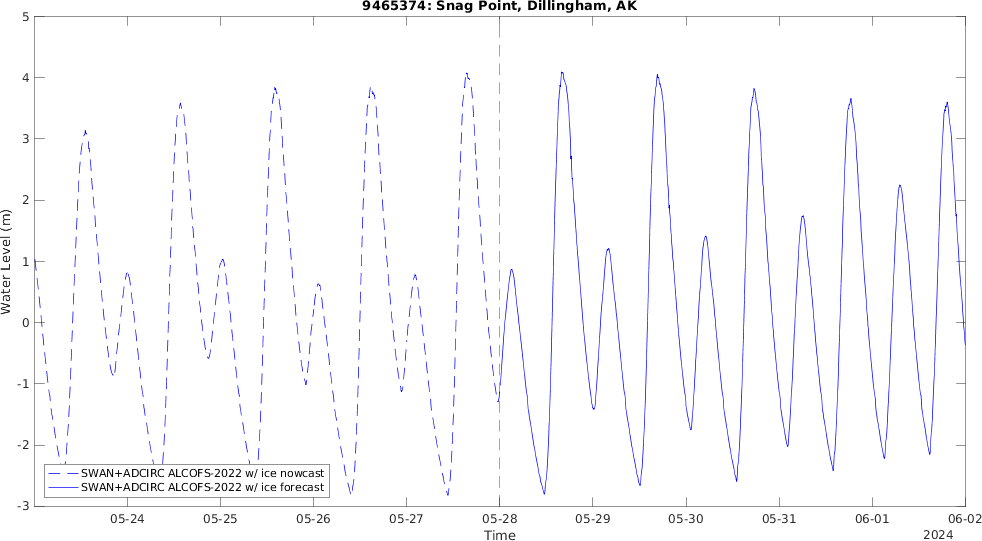 9465374: Snag Point, Dillingham, AK
Water Level (m)
5
4
3
2
1
0
-1
-2
-3
SWAN+ADCIRC ALCOFS-2022 w/ ice nowcast
SWAN+ADCIRC ALCOFS-2022 w/ ice forecast
05-24 05-25 05-26 05-27 05-28 05-29 05-30 05-31 06-01 06-02
Time
2024